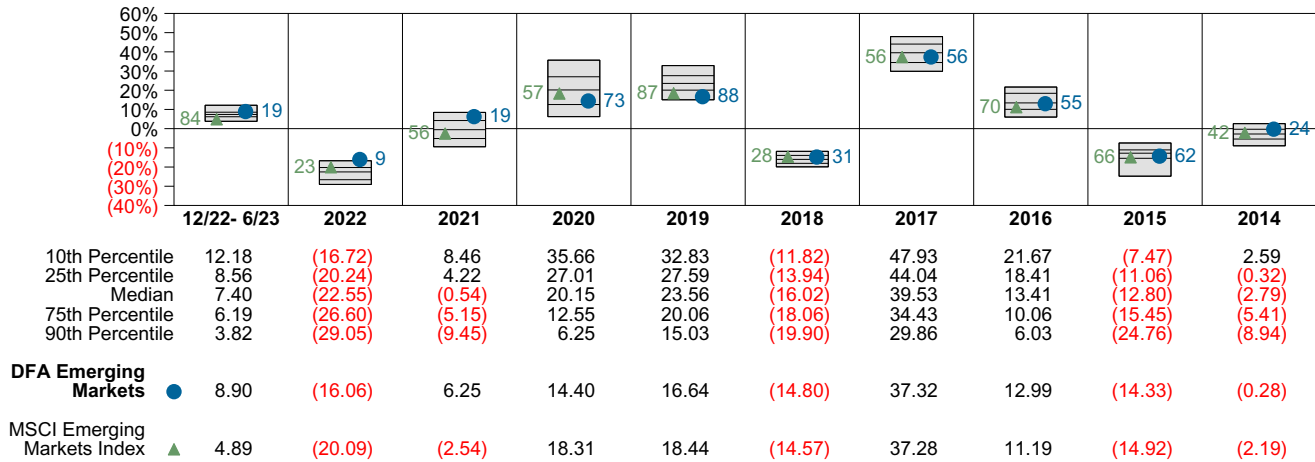 60%
50%
40%
30%
20%
10%
0%
(10%)
(20%)
(30%)
(40%)
84 19
23 9
56 19
57 73
87 88
28 31
56 56
70 55
66 62
42 24
12/22- 6/23 2022 2021 2020 2019 2018 2017 2016 2015 2014
10th Percentile 12.18 (16.72) 8.46 35.66 32.83 (11.82) 47.93 21.67 (7.47) 2.59
25th Percentile 8.56 (20.24) 4.22 27.01 27.59 (13.94) 44.04 18.41 (11.06) (0.32)
Median 7.40 (22.55) (0.54) 20.15 23.56 (16.02) 39.53 13.41 (12.80) (2.79)
75th Percentile 6.19 (26.60) (5.15) 12.55 20.06 (18.06) 34.43 10.06 (15.45) (5.41)
90th Percentile 3.82 (29.05) (9.45) 6.25 15.03 (19.90) 29.86 6.03 (24.76) (8.94)
DFA Emerging
Markets 8.90 (16.06) 6.25 14.40 16.64 (14.80) 37.32 12.99 (14.33) (0.28)
MSCI Emerging
Markets Index 4.89 (20.09) (2.54) 18.31 18.44 (14.57) 37.28 11.19 (14.92) (2.19)